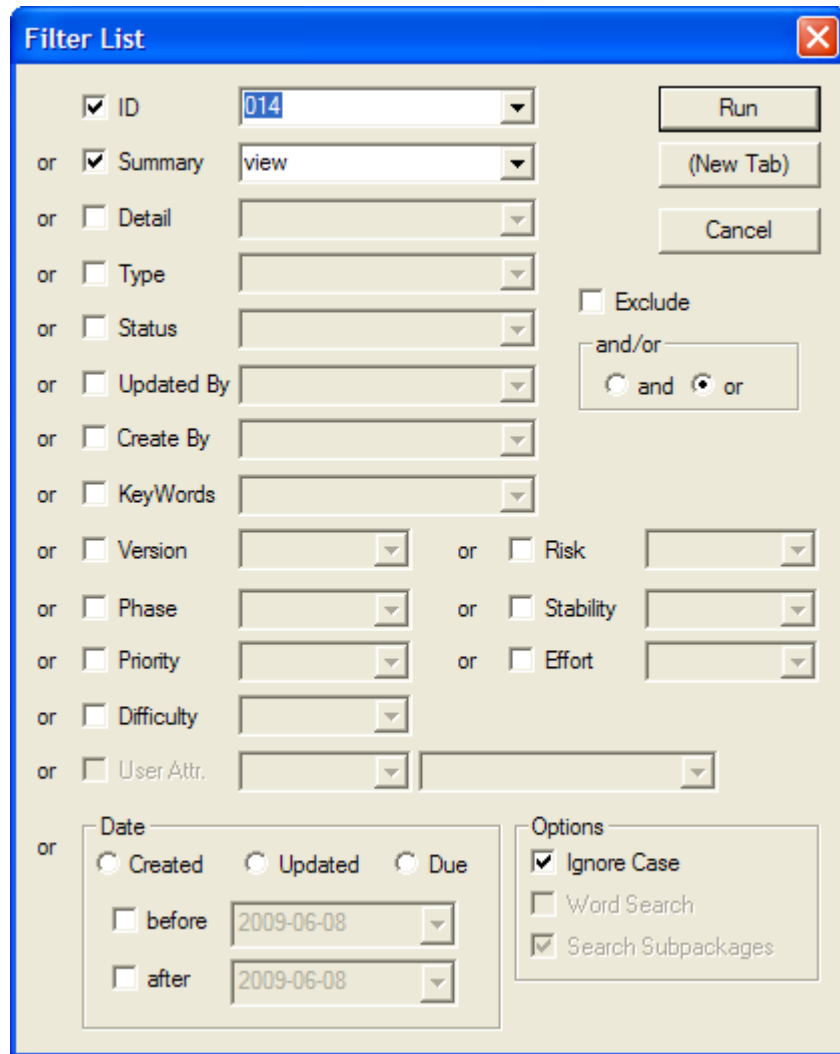 Filter List
ID 014 Run
or Summary view (New Tab)
or Detail Cancel
or Type
Exclude
or Status
and/or
or Updated By and or
or Create By
or KeyWords
or Version or Risk
or Phase or Stability
or Priority or Effort
or Difficulty
or User Attr.
or Date Options
Created Updated Due Ignore Case
before 2009-06-08 Word Search
after 2009-06-08 Search Subpackages